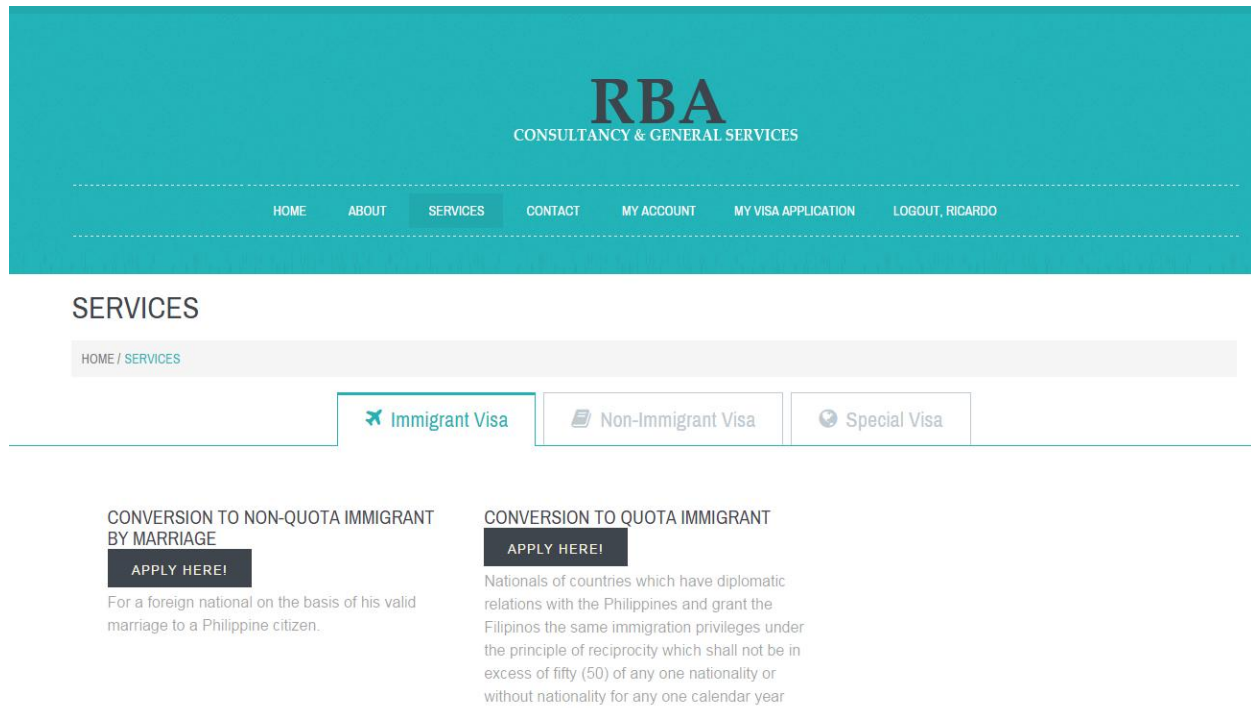 RBA
CONSULTANCY & GENERAL SERVICES
HOME ABOUT SERVICES CONTACT MY ACCOUNT MY VISA APPLICATION LOGOUT, RICARDO
SERVICES
HOME / SERVICES
Immigrant Visa Non-Immigrant Visa Special Visa
CONVERSION TO NON-QUOTA IMMIGRANT
BY MARRIAGE
APPLY HERE!
For a foreign national on the basis of his valid
marriage to a Philippine citizen.
CONVERSION TO QUOTA IMMIGRANT
APPLY HERE!
Nationals of countries which have diplomatic
relations with the Philippines and grant the
Filipinos the same immigration privileges under
the principle of reciprocity which shall not be in
excess of fifty (50) of any one nationality or
without nationality for any one calendar year